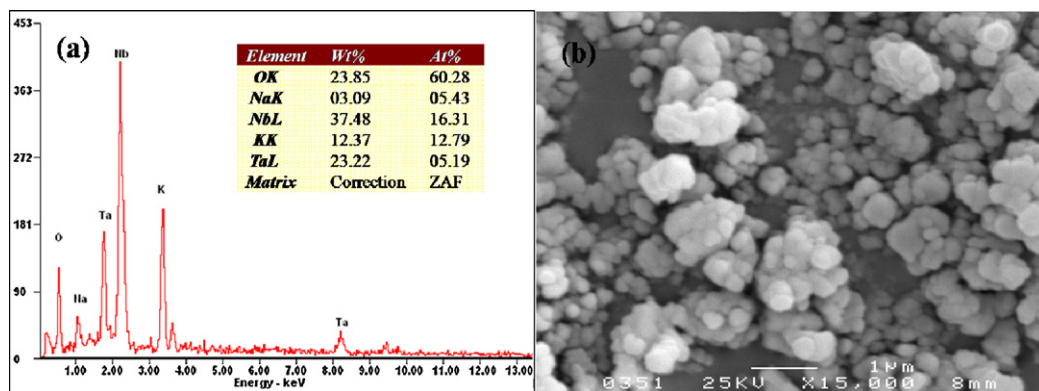 (a)
453
363
272
181
90
0
O
Na
Ta
Nb
K
Ta
1.00 2.00 3.00 4.00 5.00 6.00 7.00 8.00 9.00 10.00 11.00 12.00 13.00
Energy - keV
Element Wt% At%
OK 23.85 60.28
NaK 03.09 05.43
NbL 37.48 16.31
KK 12.37 12.79
TaL 23.22 05.19
Matrix Correction ZAF
(b)
1μm
0351 25KV X15,000 8mm